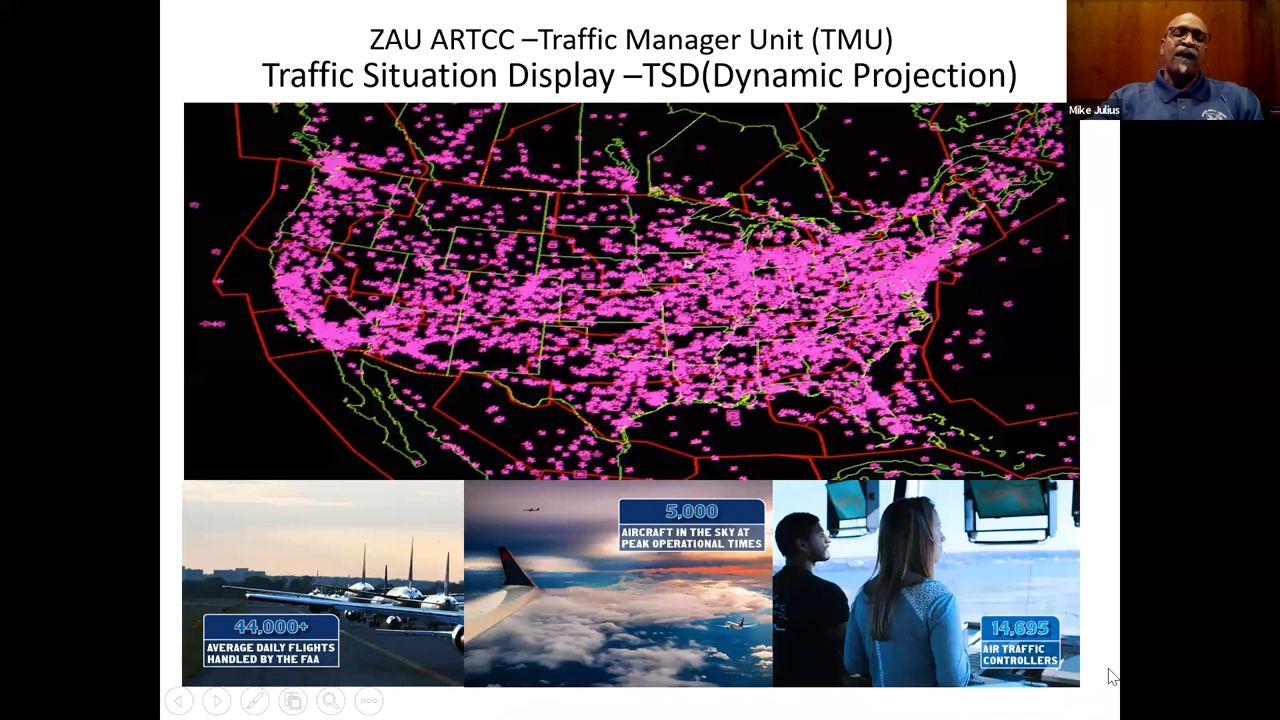 ZAU ARTCC –Traffic Manager Unit (TMU)
Traffic Situation Display –TSD(Dynamic Projection)
Mike Julius
5,000
AIRCRAFT IN THE SKY AT
PEAK OPERATIONAL TIMES
44,000+
AVERAGE DAILY FLIGHTS
HANDLED BY THE FAA
14,695
AIR TRAFFIC
CONTROLLERS